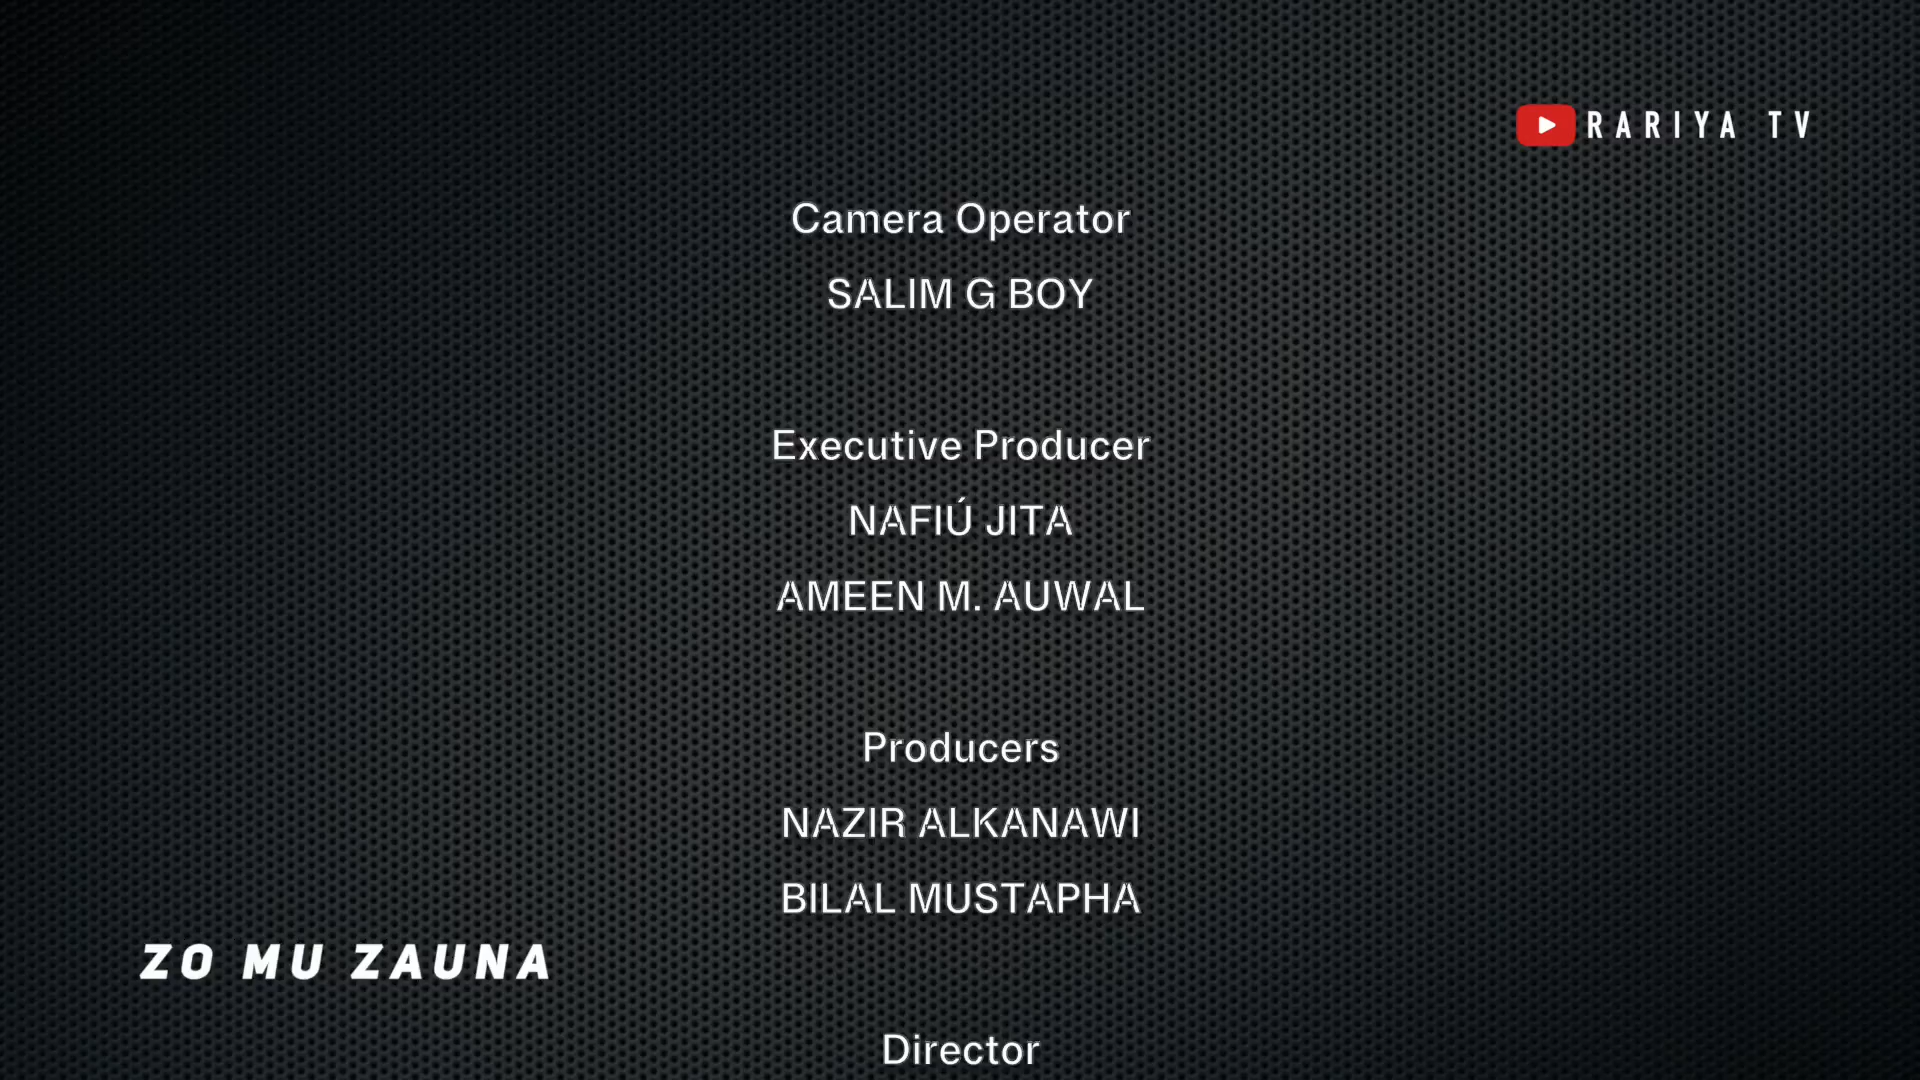 RARIYA TV
Camera Operator
SALIM G BOY
Executive Producer
NAFIÚ JITA
AMEEN M. AUWAL
Producers
NAZIR ALKANAWI
BILAL MUSTAPHA
ZO MU ZAUNA
Director